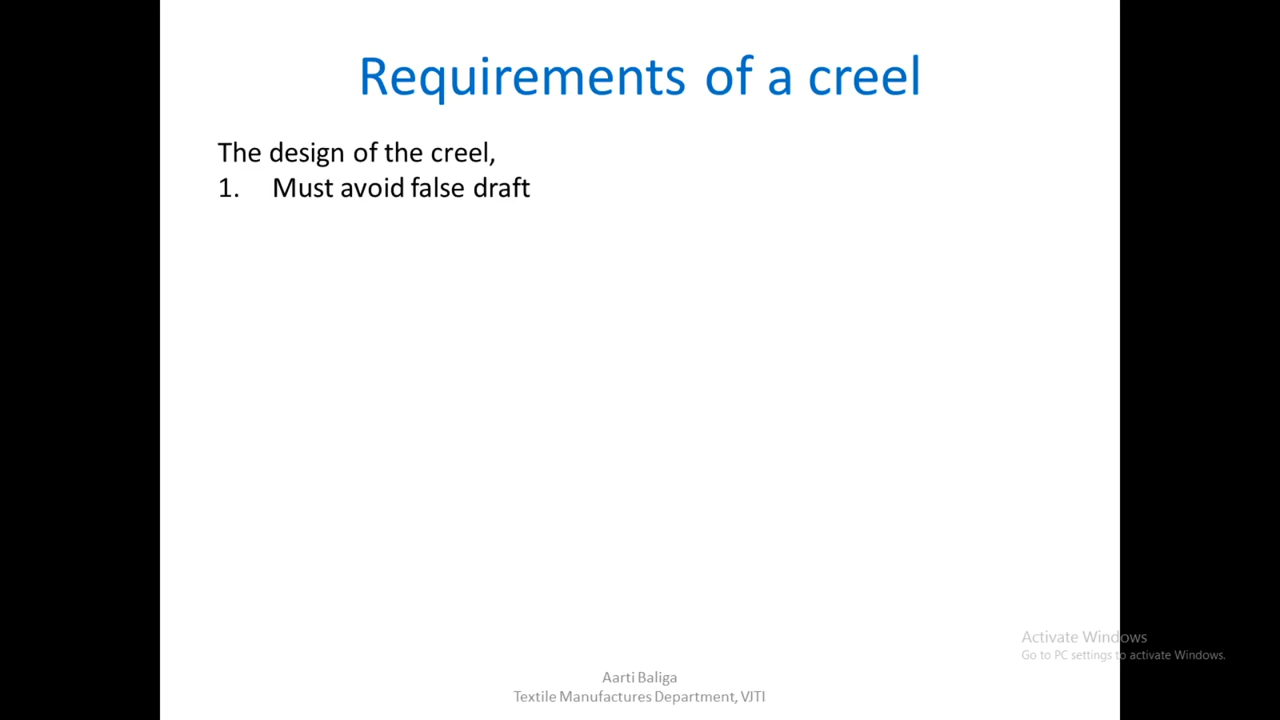 Requirements of a creel
The design of the creel,
1. Must avoid false draft
Activate Windows
Go to PC settings to activate Windows.
Aarti Baliga
Textile Manufactures Department, VJTI